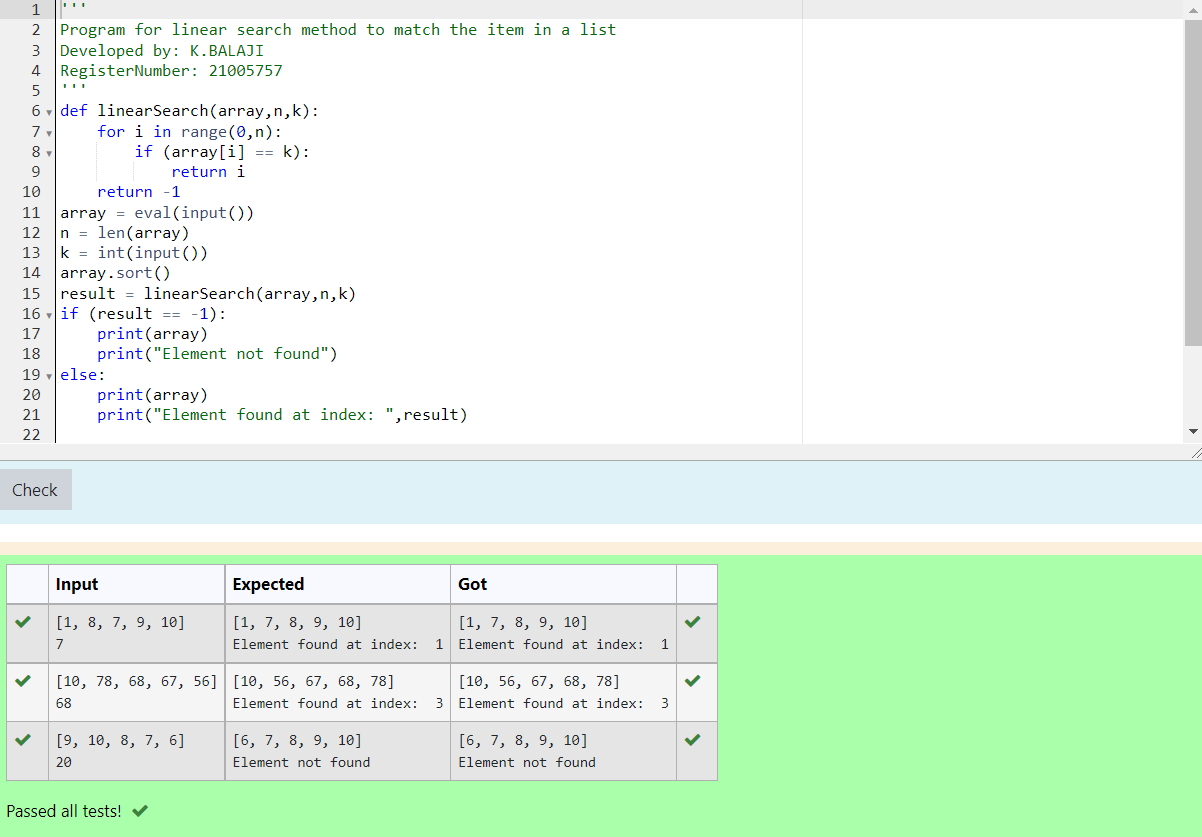 1 '''
2 Program for linear search method to match the item in a list
3 Developed by: K.BALAJI
4 RegisterNumber: 21005757
5 '''
6 def linearSearch(array,n,k):
7     for i in range(0,n):
8         if (array[i] == k):
9             return i
10     return -1
11 array = eval(input())
12 n = len(array)
13 k = int(input())
14 array.sort()
15 result = linearSearch(array,n,k)
16 if (result == -1):
17     print(array)
18     print("Element not found")
19 else:
20     print(array)
21     print("Element found at index: ",result)
22
Check
Input Expected Got
[1, 8, 7, 9, 10] [1, 7, 8, 9, 10] [1, 7, 8, 9, 10]
7 Element found at index:  1 Element found at index:  1
[10, 78, 68, 67, 56] [10, 56, 67, 68, 78] [10, 56, 67, 68, 78]
68 Element found at index:  3 Element found at index:  3
[9, 10, 8, 7, 6] [6, 7, 8, 9, 10] [6, 7, 8, 9, 10]
20 Element not found Element not found
Passed all tests!